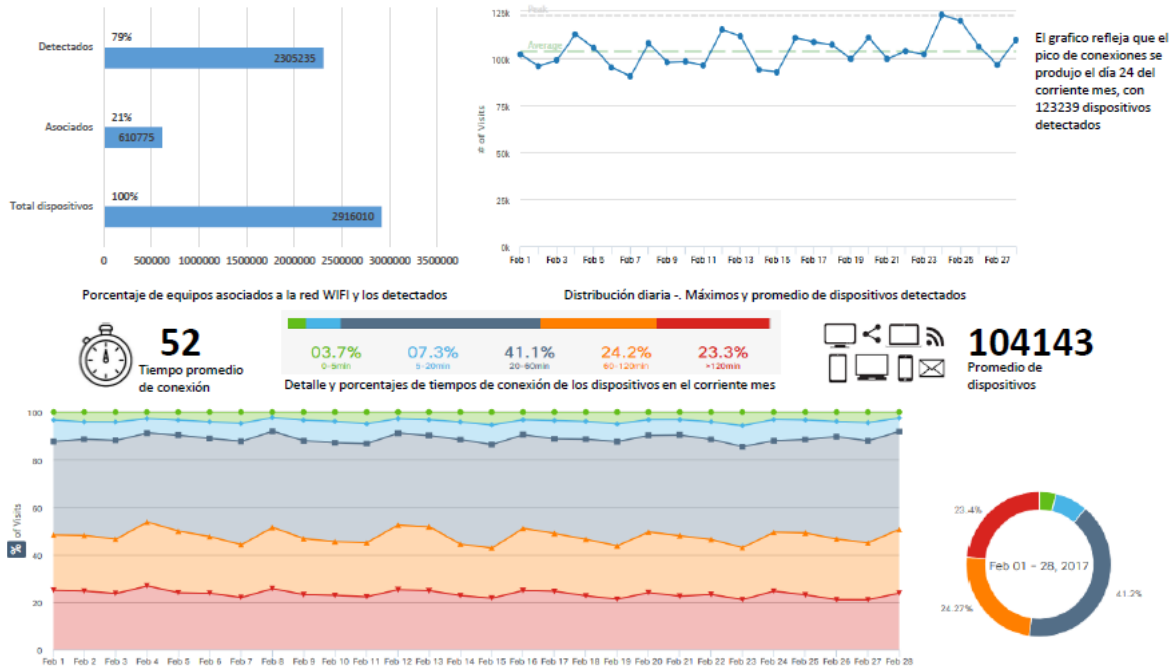 Detectados
79%
2305235
Asociados
21%
610775
Total dispositivos
100%
2916010
0 500000 1000000 1500000 2000000 2500000 3000000 3500000
Porcentaje de equipos asociados a la red WIFI y los detectados
# of Visits
125k
100k
75k
50k
25k
0k
Peak
Average
Feb 1 Feb 3 Feb 5 Feb 7 Feb 9 Feb 11 Feb 13 Feb 15 Feb 17 Feb 19 Feb 21 Feb 23 Feb 25 Feb 27
Distribución diaria -. Máximos y promedio de dispositivos detectados
El grafico refleja que el
pico de conexiones se
produjo el día 24 del
corriente mes, con
123239 dispositivos
detectados
52
Tiempo promedio
de conexión
03.7% 07.3% 41.1% 24.2% 23.3%
0-5min 5-20min 20-60min 60-120min >120min
Detalle y porcentajes de tiempos de conexión de los dispositivos en el corriente mes
104143
Promedio de
dispositivos
% of Visits
100
80
60
40
20
0
Feb 1 Feb 2 Feb 3 Feb 4 Feb 5 Feb 6 Feb 7 Feb 8 Feb 9 Feb 10 Feb 11 Feb 12 Feb 13 Feb 14 Feb 15 Feb 16 Feb 17 Feb 18 Feb 19 Feb 20 Feb 21 Feb 22 Feb 23 Feb 24 Feb 25 Feb 26 Feb 27 Feb 28
23.4%
Feb 01 - 28, 2017
41.2%
24.27%